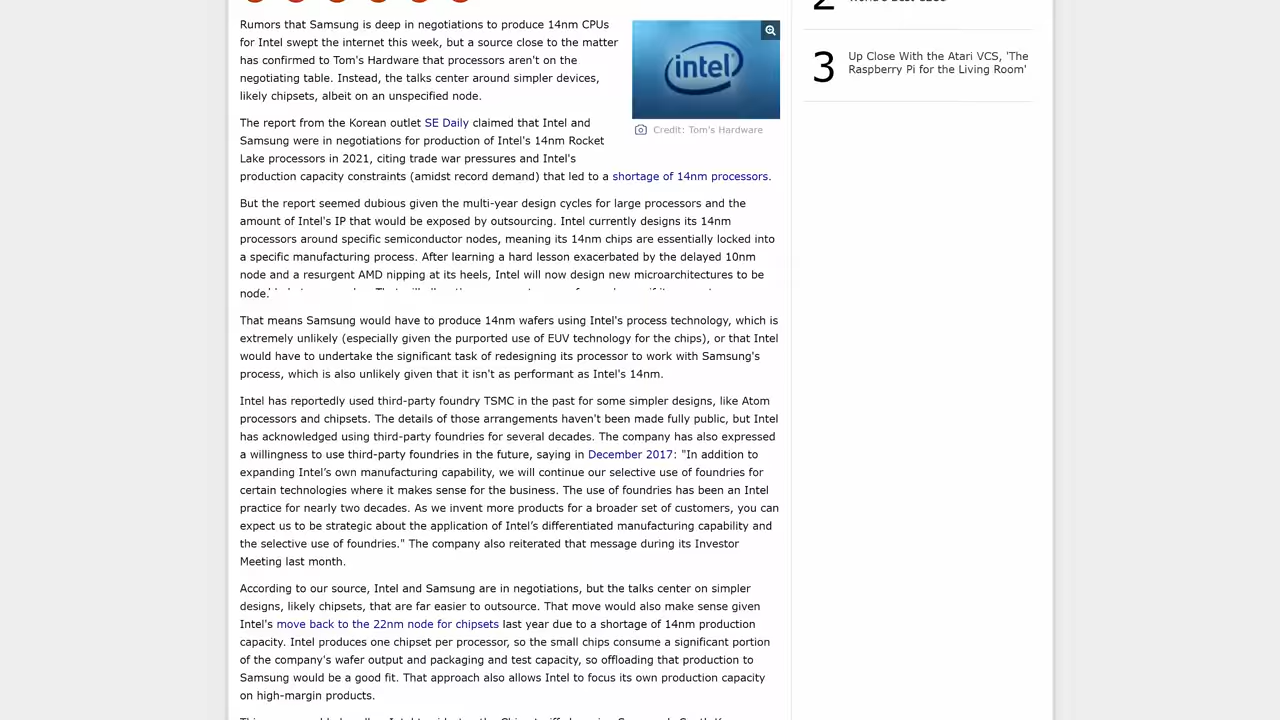 Rumors that Samsung is deep in negotiations to produce 14nm CPUs
for Intel swept the internet this week, but a source close to the matter
has confirmed to Tom's Hardware that processors aren't on the
negotiating table. Instead, the talks center around simpler devices,
likely chipsets, albeit on an unspecified node.
intel
Credit: Tom's Hardware
The report from the Korean outlet SE Daily claimed that Intel and
Samsung were in negotiations for production of Intel's 14nm Rocket
Lake processors in 2021, citing trade war pressures and Intel's
production capacity constraints (amidst record demand) that led to a shortage of 14nm processors.
But the report seemed dubious given the multi-year design cycles for large processors and the
amount of Intel's IP that would be exposed by outsourcing. Intel currently designs its 14nm
processors around specific semiconductor nodes, meaning its 14nm chips are essentially locked into
a specific manufacturing process. After learning a hard lesson exacerbated by the delayed 10nm
node and a resurgent AMD nipping at its heels, Intel will now design new microarchitectures to be
node.
That means Samsung would have to produce 14nm wafers using Intel's process technology, which is
extremely unlikely (especially given the purported use of EUV technology for the chips), or that Intel
would have to undertake the significant task of redesigning its processor to work with Samsung's
process, which is also unlikely given that it isn't as performant as Intel's 14nm.
Intel has reportedly used third-party foundry TSMC in the past for some simpler designs, like Atom
processors and chipsets. The details of those arrangements haven't been made fully public, but Intel
has acknowledged using third-party foundries for several decades. The company has also expressed
a willingness to use third-party foundries in the future, saying in December 2017: "In addition to
expanding Intel’s own manufacturing capability, we will continue our selective use of foundries for
certain technologies where it makes sense for the business. The use of foundries has been an Intel
practice for nearly two decades. As we invent more products for a broader set of customers, you can
expect us to be strategic about the application of Intel’s differentiated manufacturing capability and
the selective use of foundries." The company also reiterated that message during its Investor
Meeting last month.
According to our source, Intel and Samsung are in negotiations, but the talks center on simpler
designs, likely chipsets, that are far easier to outsource. That move would also make sense given
Intel's move back to the 22nm node for chipsets last year due to a shortage of 14nm production
capacity. Intel produces one chipset per processor, so the small chips consume a significant portion
of the company's wafer output and packaging and test capacity, so offloading that production to
Samsung would be a good fit. That approach also allows Intel to focus its own production capacity
on high-margin products.
2
3
Up Close With the Atari VCS, 'The
Raspberry Pi for the Living Room'